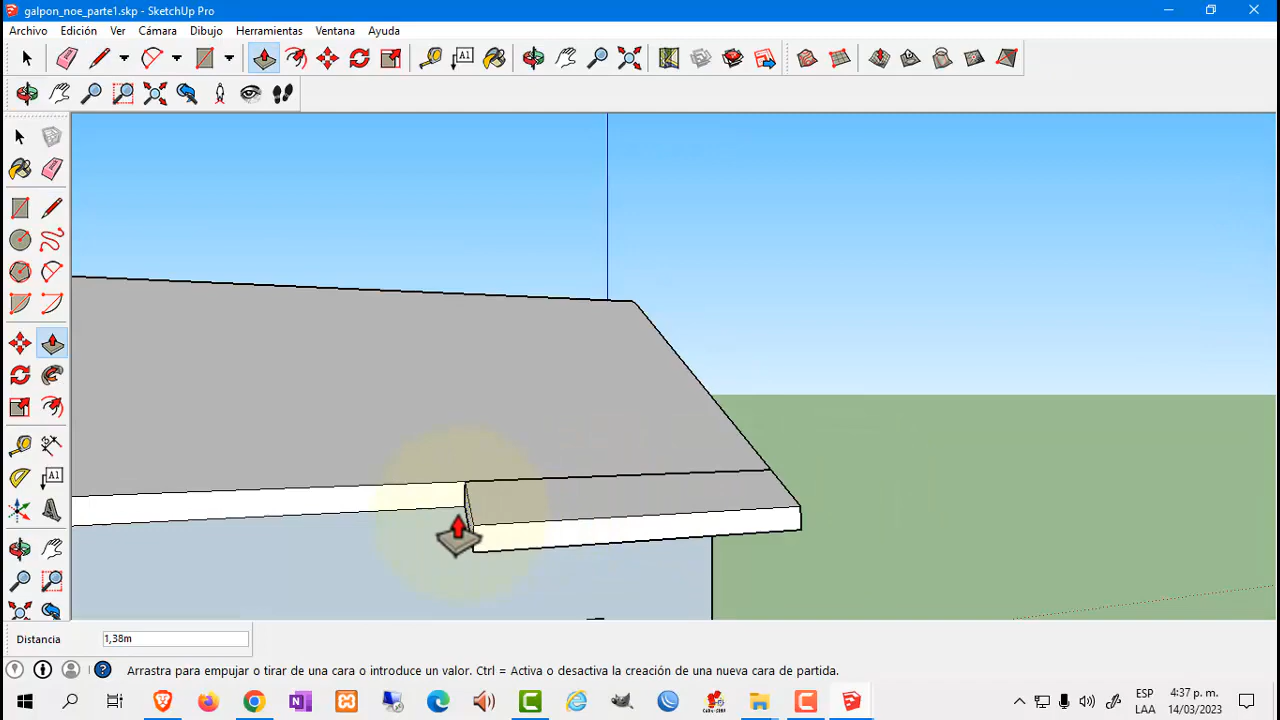 galpon_noe_parte1.skp - SketchUp Pro
Archivo Edición Ver Cámara Dibujo Herramientas Ventana Ayuda
A1
A1
Distancia 1,38m
Arrastra para empujar o tirar de una cara o introduce un valor. Ctrl = Activa o desactiva la creación de una nueva cara de partida.
ESP 4:37 p. m.
LAA 14/03/2023